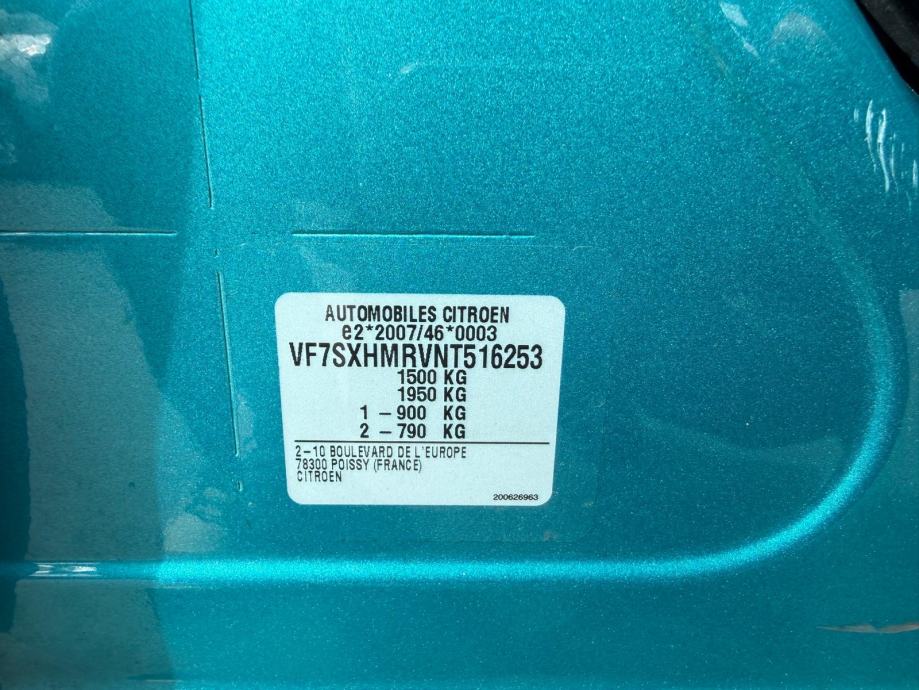 AUTOMOBILES CITROEN
e2*2007/46*0003
VF7SXHMRVNT516253
1500 KG
1950 KG
1 - 900 KG
2 - 790 KG
2-10 BOULEVARD DE L'EUROPE
78300 POISSY (FRANCE)
CITROEN
200626963